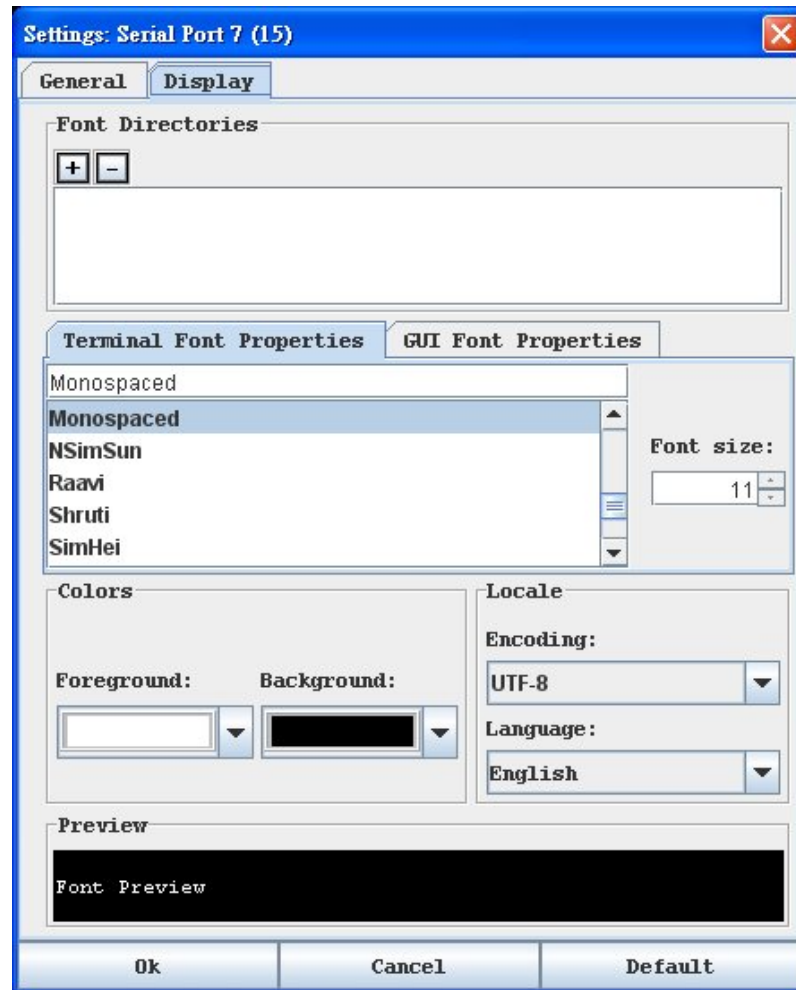 Settings: Serial Port 7 (15)
General Display
Font Directories
+ -
Terminal Font Properties GUI Font Properties
Monospaced
Monospaced
NSimSun
Raavi
Shruti
SimHei
Font size:
11
Colors
Foreground: Background:
Locale
Encoding:
UTF-8
Language:
English
Preview
Font Preview
Ok Cancel Default